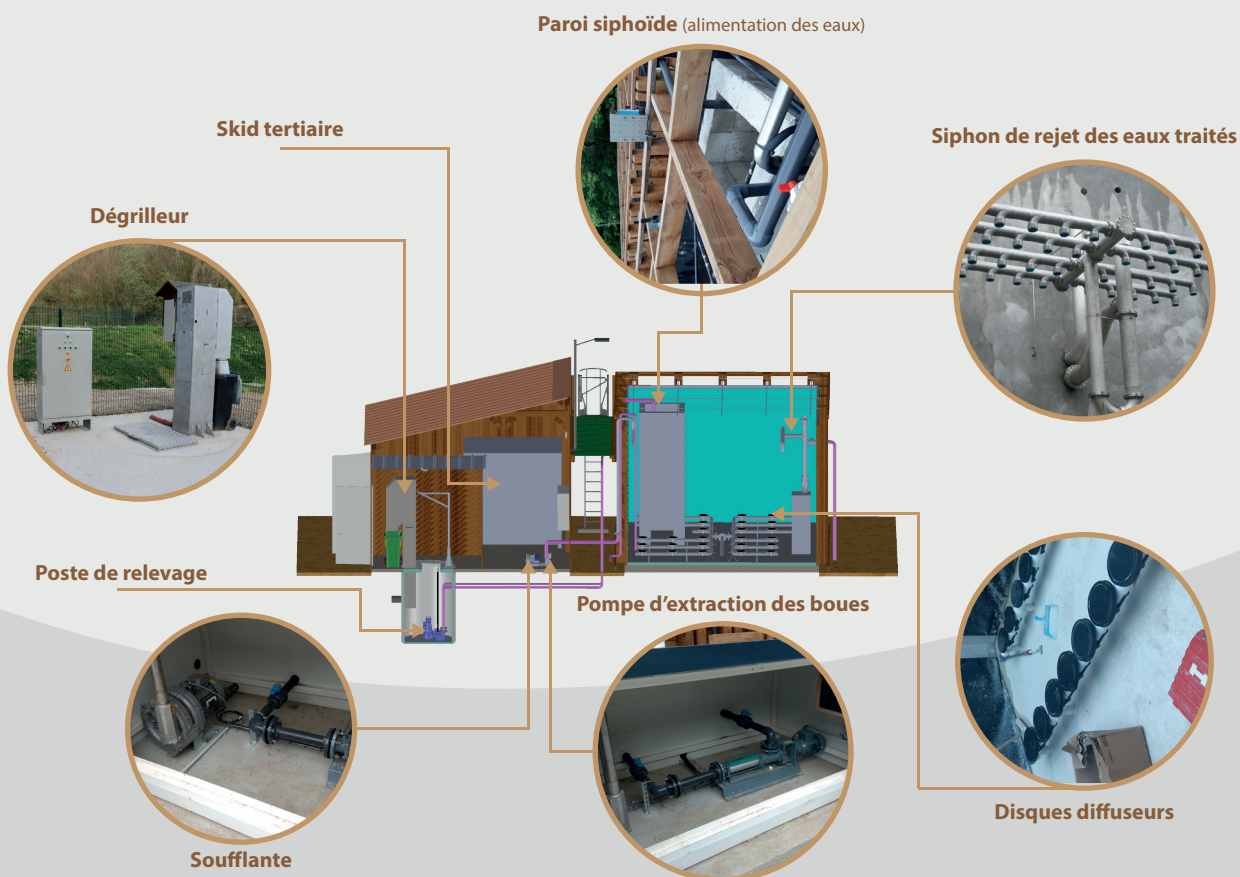 Paroi siphoïde (alimentation des eaux)
Skid tertiaire
Siphon de rejet des eaux traités
Dégrilleur
Poste de relevage
Pompe d’extraction des boues
Disques diffuseurs
Soufflante